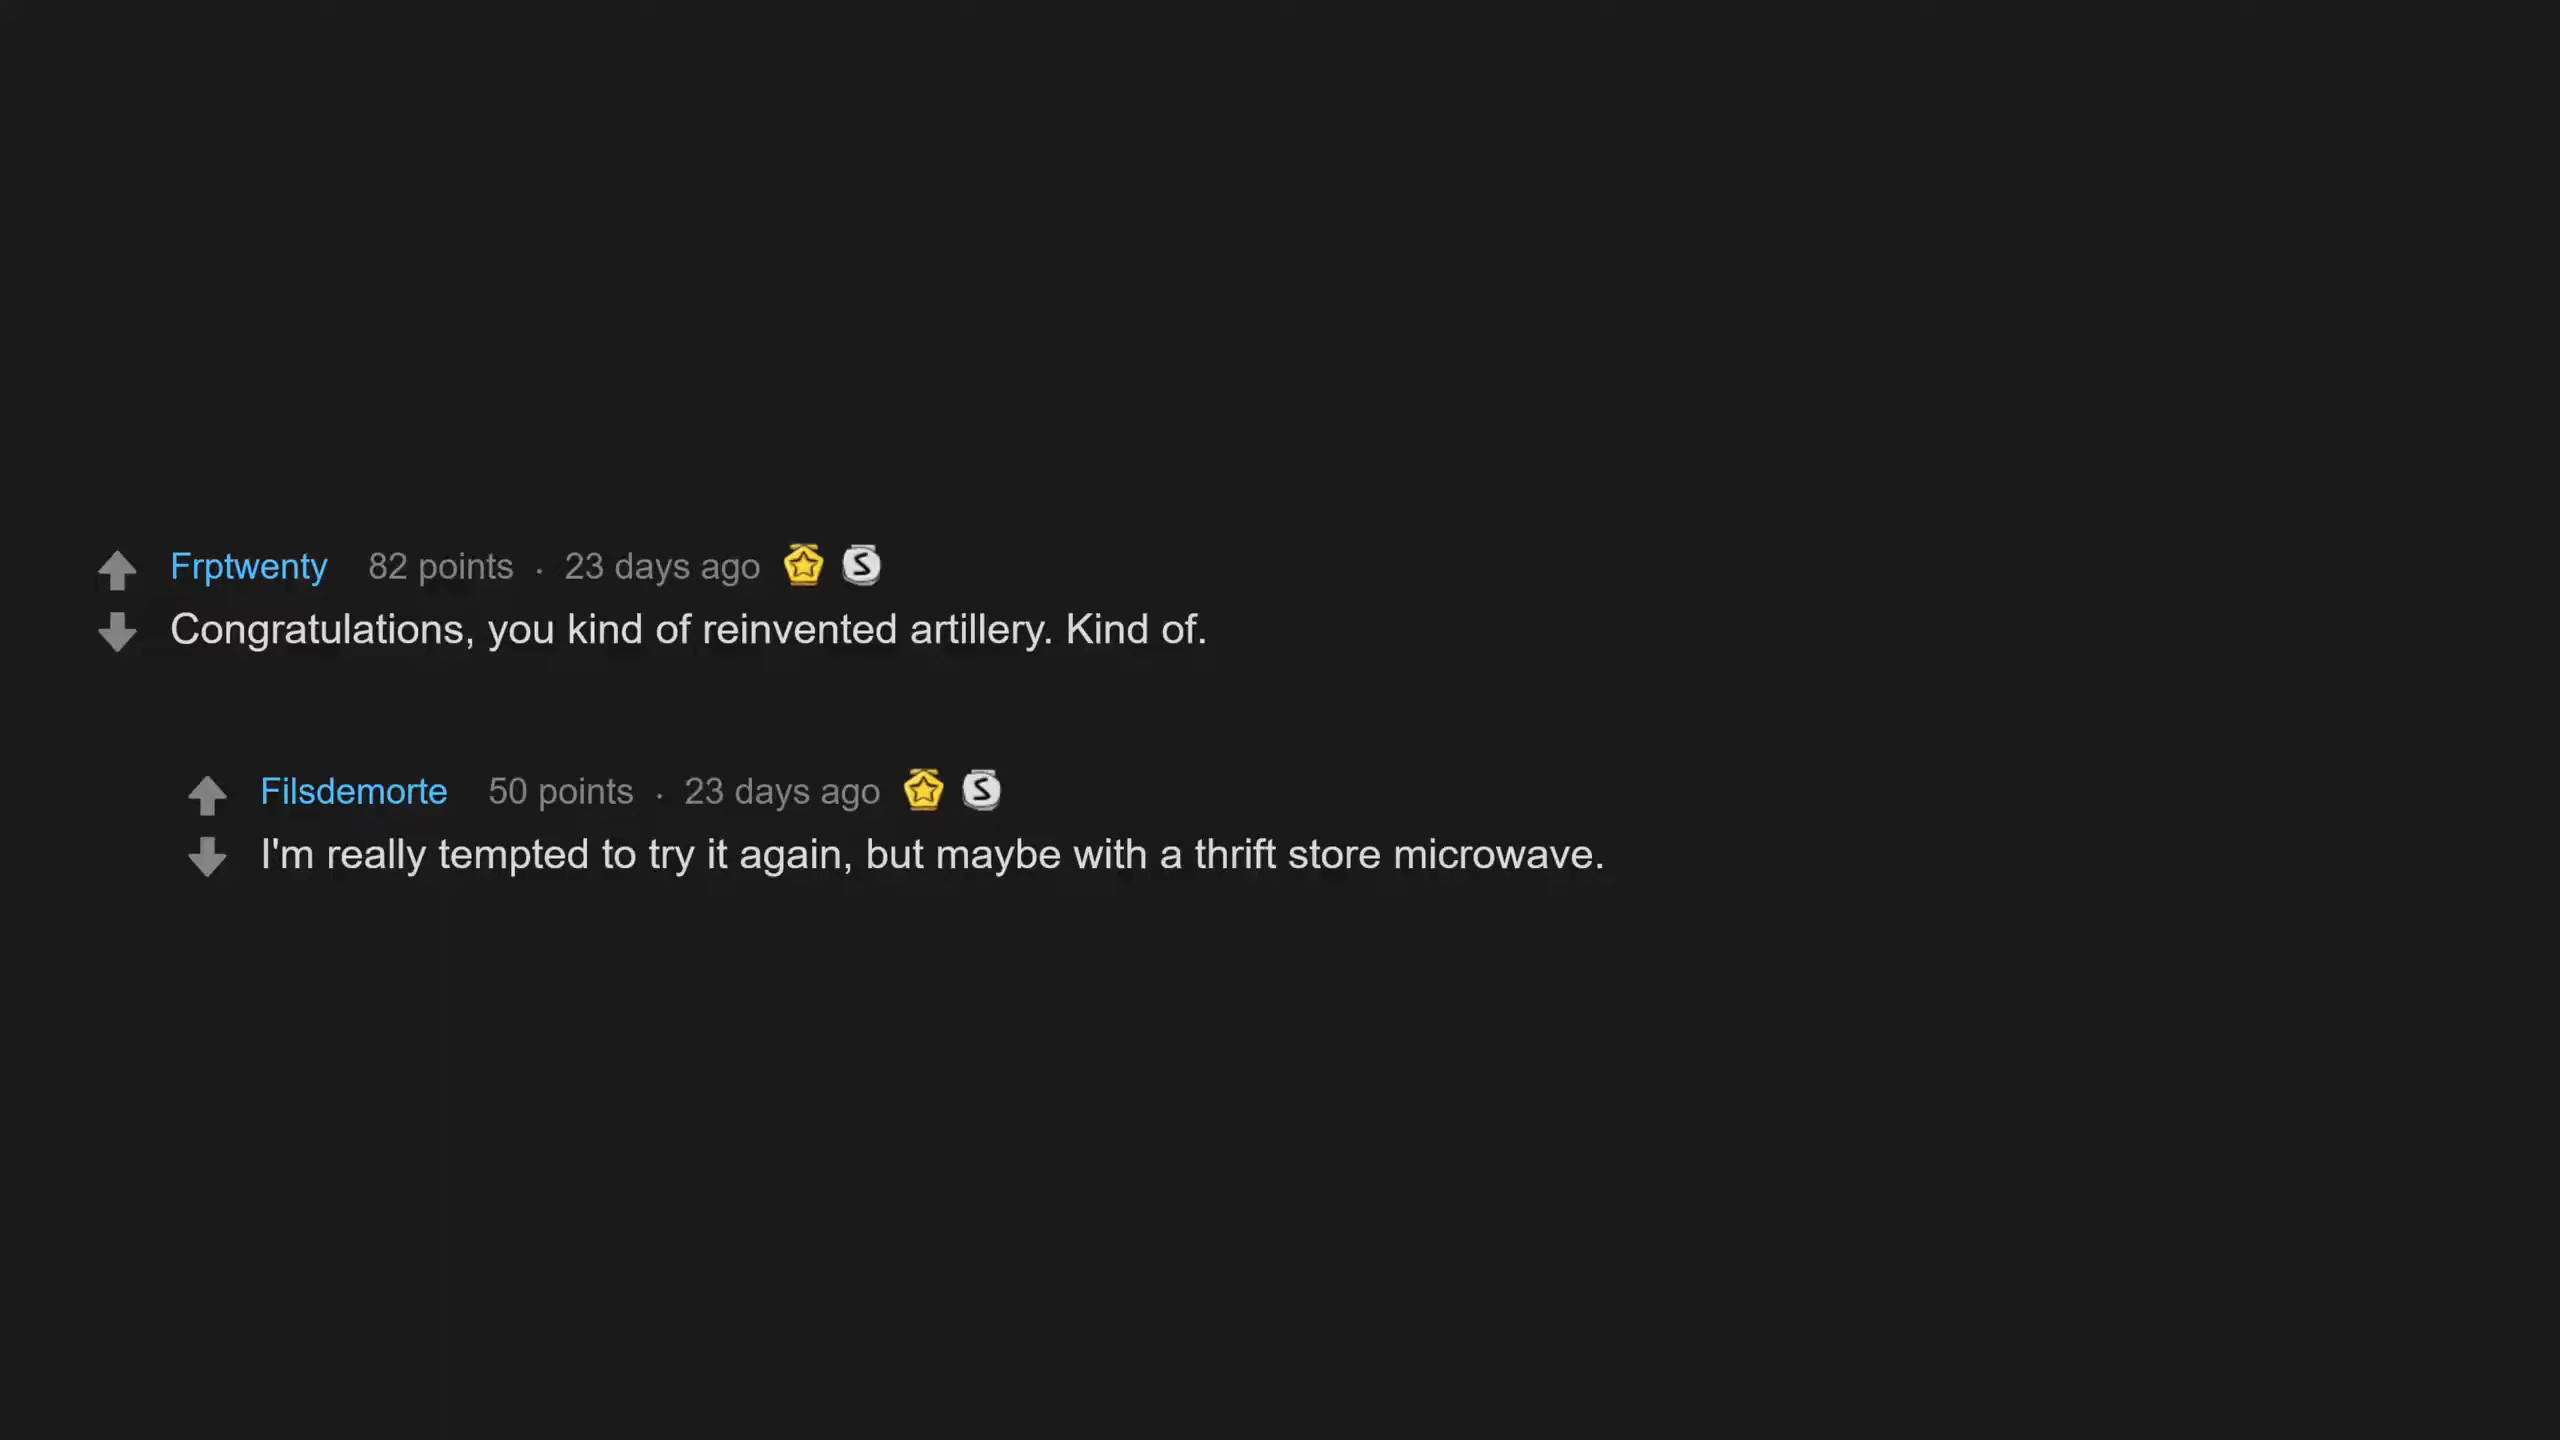 Frptwenty 82 points · 23 days ago S
Congratulations, you kind of reinvented artillery. Kind of.
Filsdemorte 50 points · 23 days ago S
I'm really tempted to try it again, but maybe with a thrift store microwave.